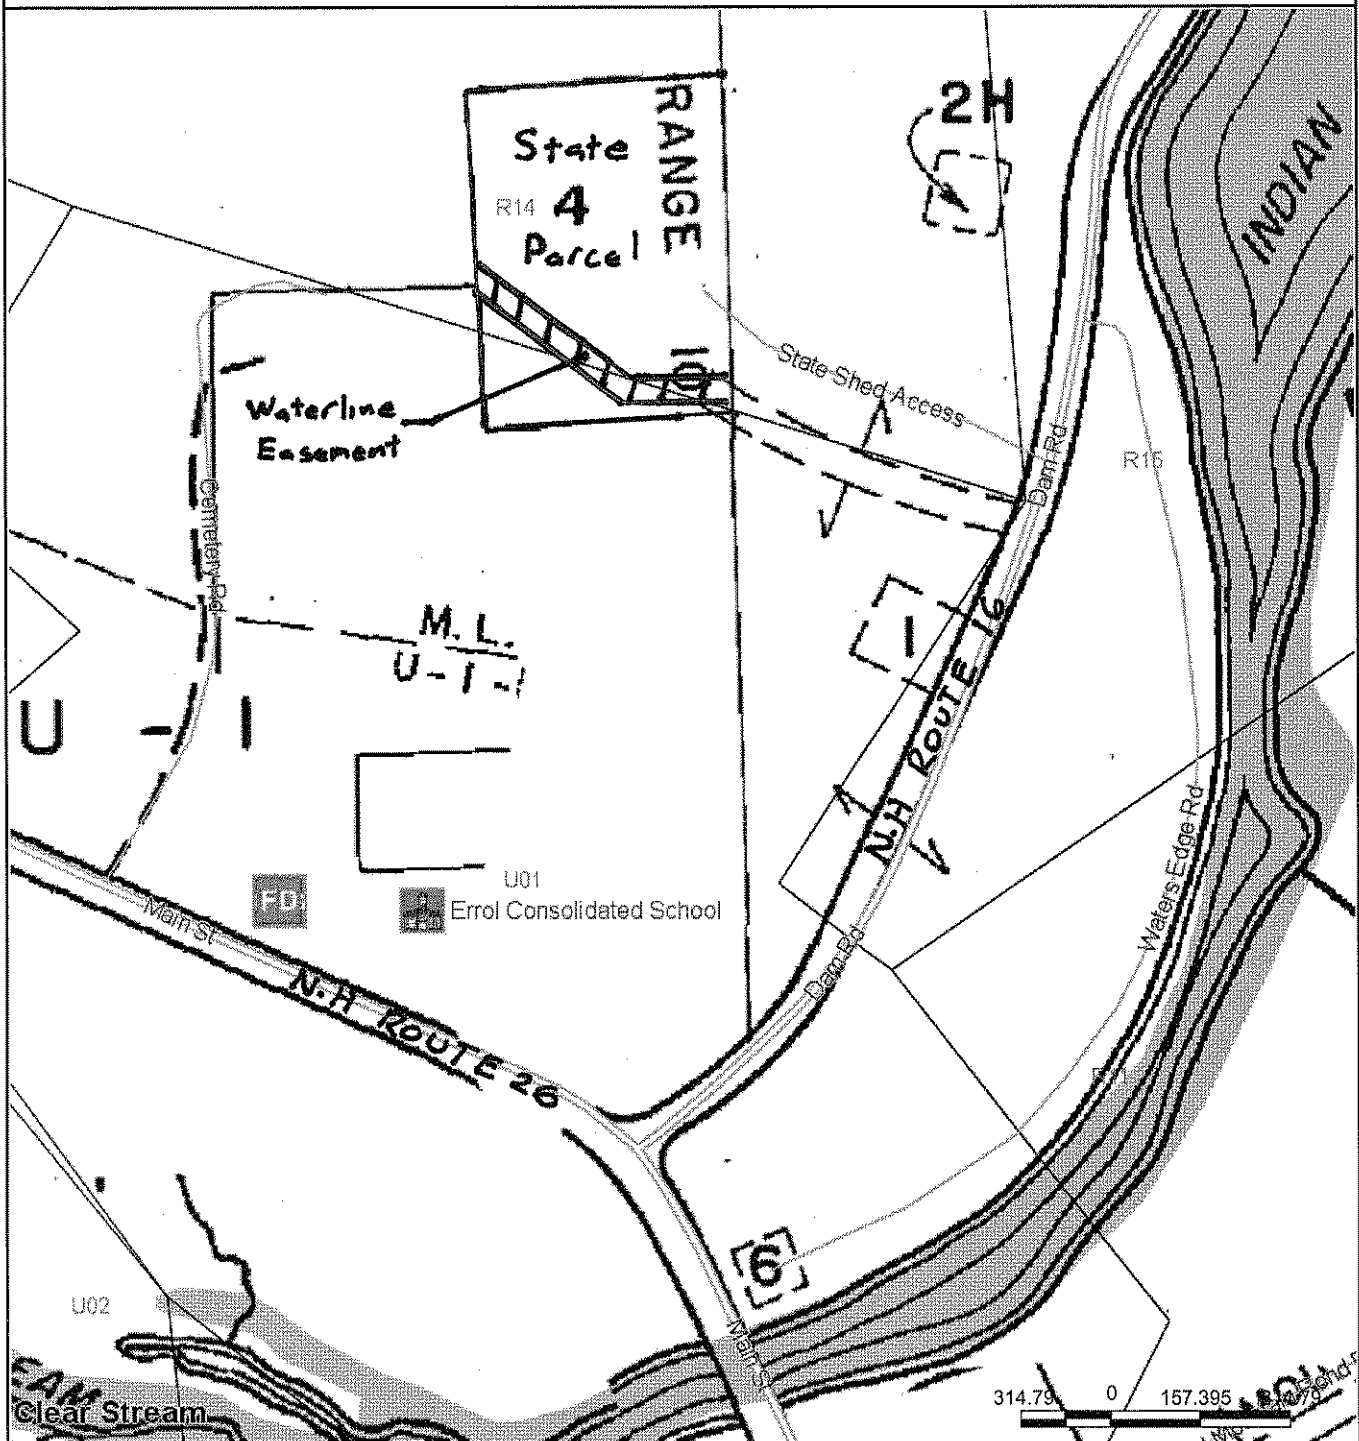 2H
RANGE
10
State
R14 4
Parcel
INDIAN
State Shed Access
Waterline
Easement
Dam Rd
R15
Cemetery Rd
M. L.
U-1-1
1
N.H ROUTE 16
U - 1
U01
FD
Errol Consolidated School
Main St
Waters Edge Rd
Dam Rd
N.H ROUTE 26
6
U02
Main St
EAM
Clear Stream
314.79 0 157.395